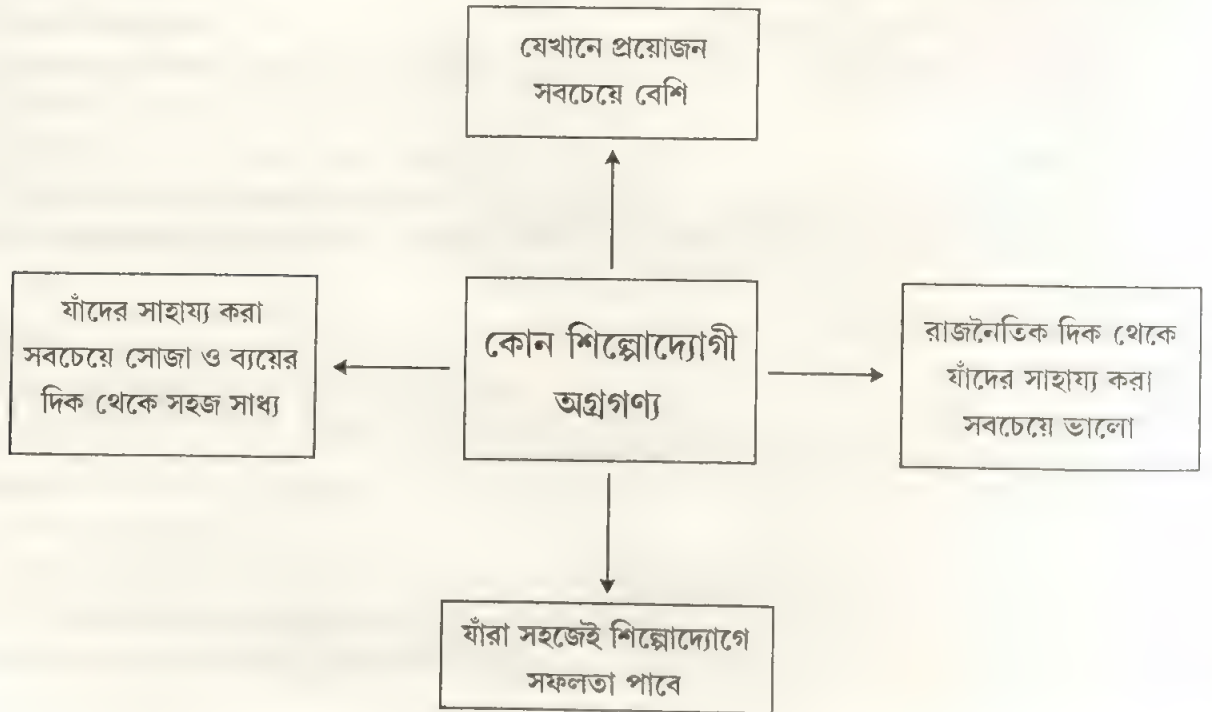 যেখানে প্রয়োজন
সবচেয়ে বেশি
যাঁদের সাহায্য করা
সবচেয়ে সোজা ও ব্যয়ের
দিক থেকে সহজ সাধ্য
কোন শিল্পোদ্যোগী
অগ্রগণ্য
রাজনৈতিক দিক থেকে
যাঁদের সাহায্য করা
সবচেয়ে ভালো
যাঁরা সহজেই শিল্পোদ্যোগে
সফলতা পাবে